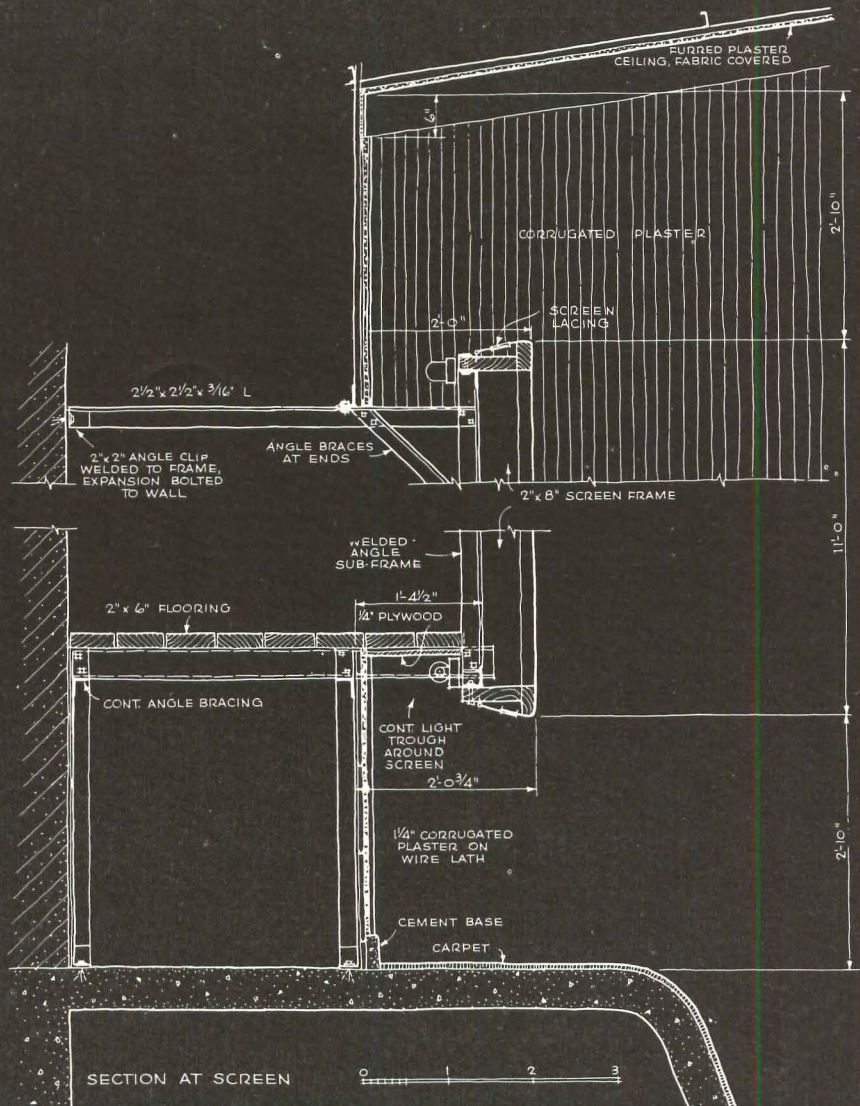 FURRED PLASTER
CEILING, FABRIC COVERED
6"
2'-10"
CORRUGATED PLASTER
SCREEN
LACING
2'-0"
2½" x 2½" x 3/16" L
2" x 2" ANGLE CLIP
WELDED TO FRAME,
EXPANSION BOLTED
TO WALL
ANGLE BRACES
AT ENDS
2" x 8" SCREEN FRAME
11'-0"
WELDED
ANGLE
SUB-FRAME
1'-4½"
¼" PLYWOOD
2" x 6" FLOORING
CONT. ANGLE BRACING
CONT. LIGHT
TROUGH
AROUND
SCREEN
2'-0¾"
1¼" CORRUGATED
PLASTER ON
WIRE LATH
2'-10"
CEMENT BASE
CARPET
SECTION AT SCREEN
0 1 2 3